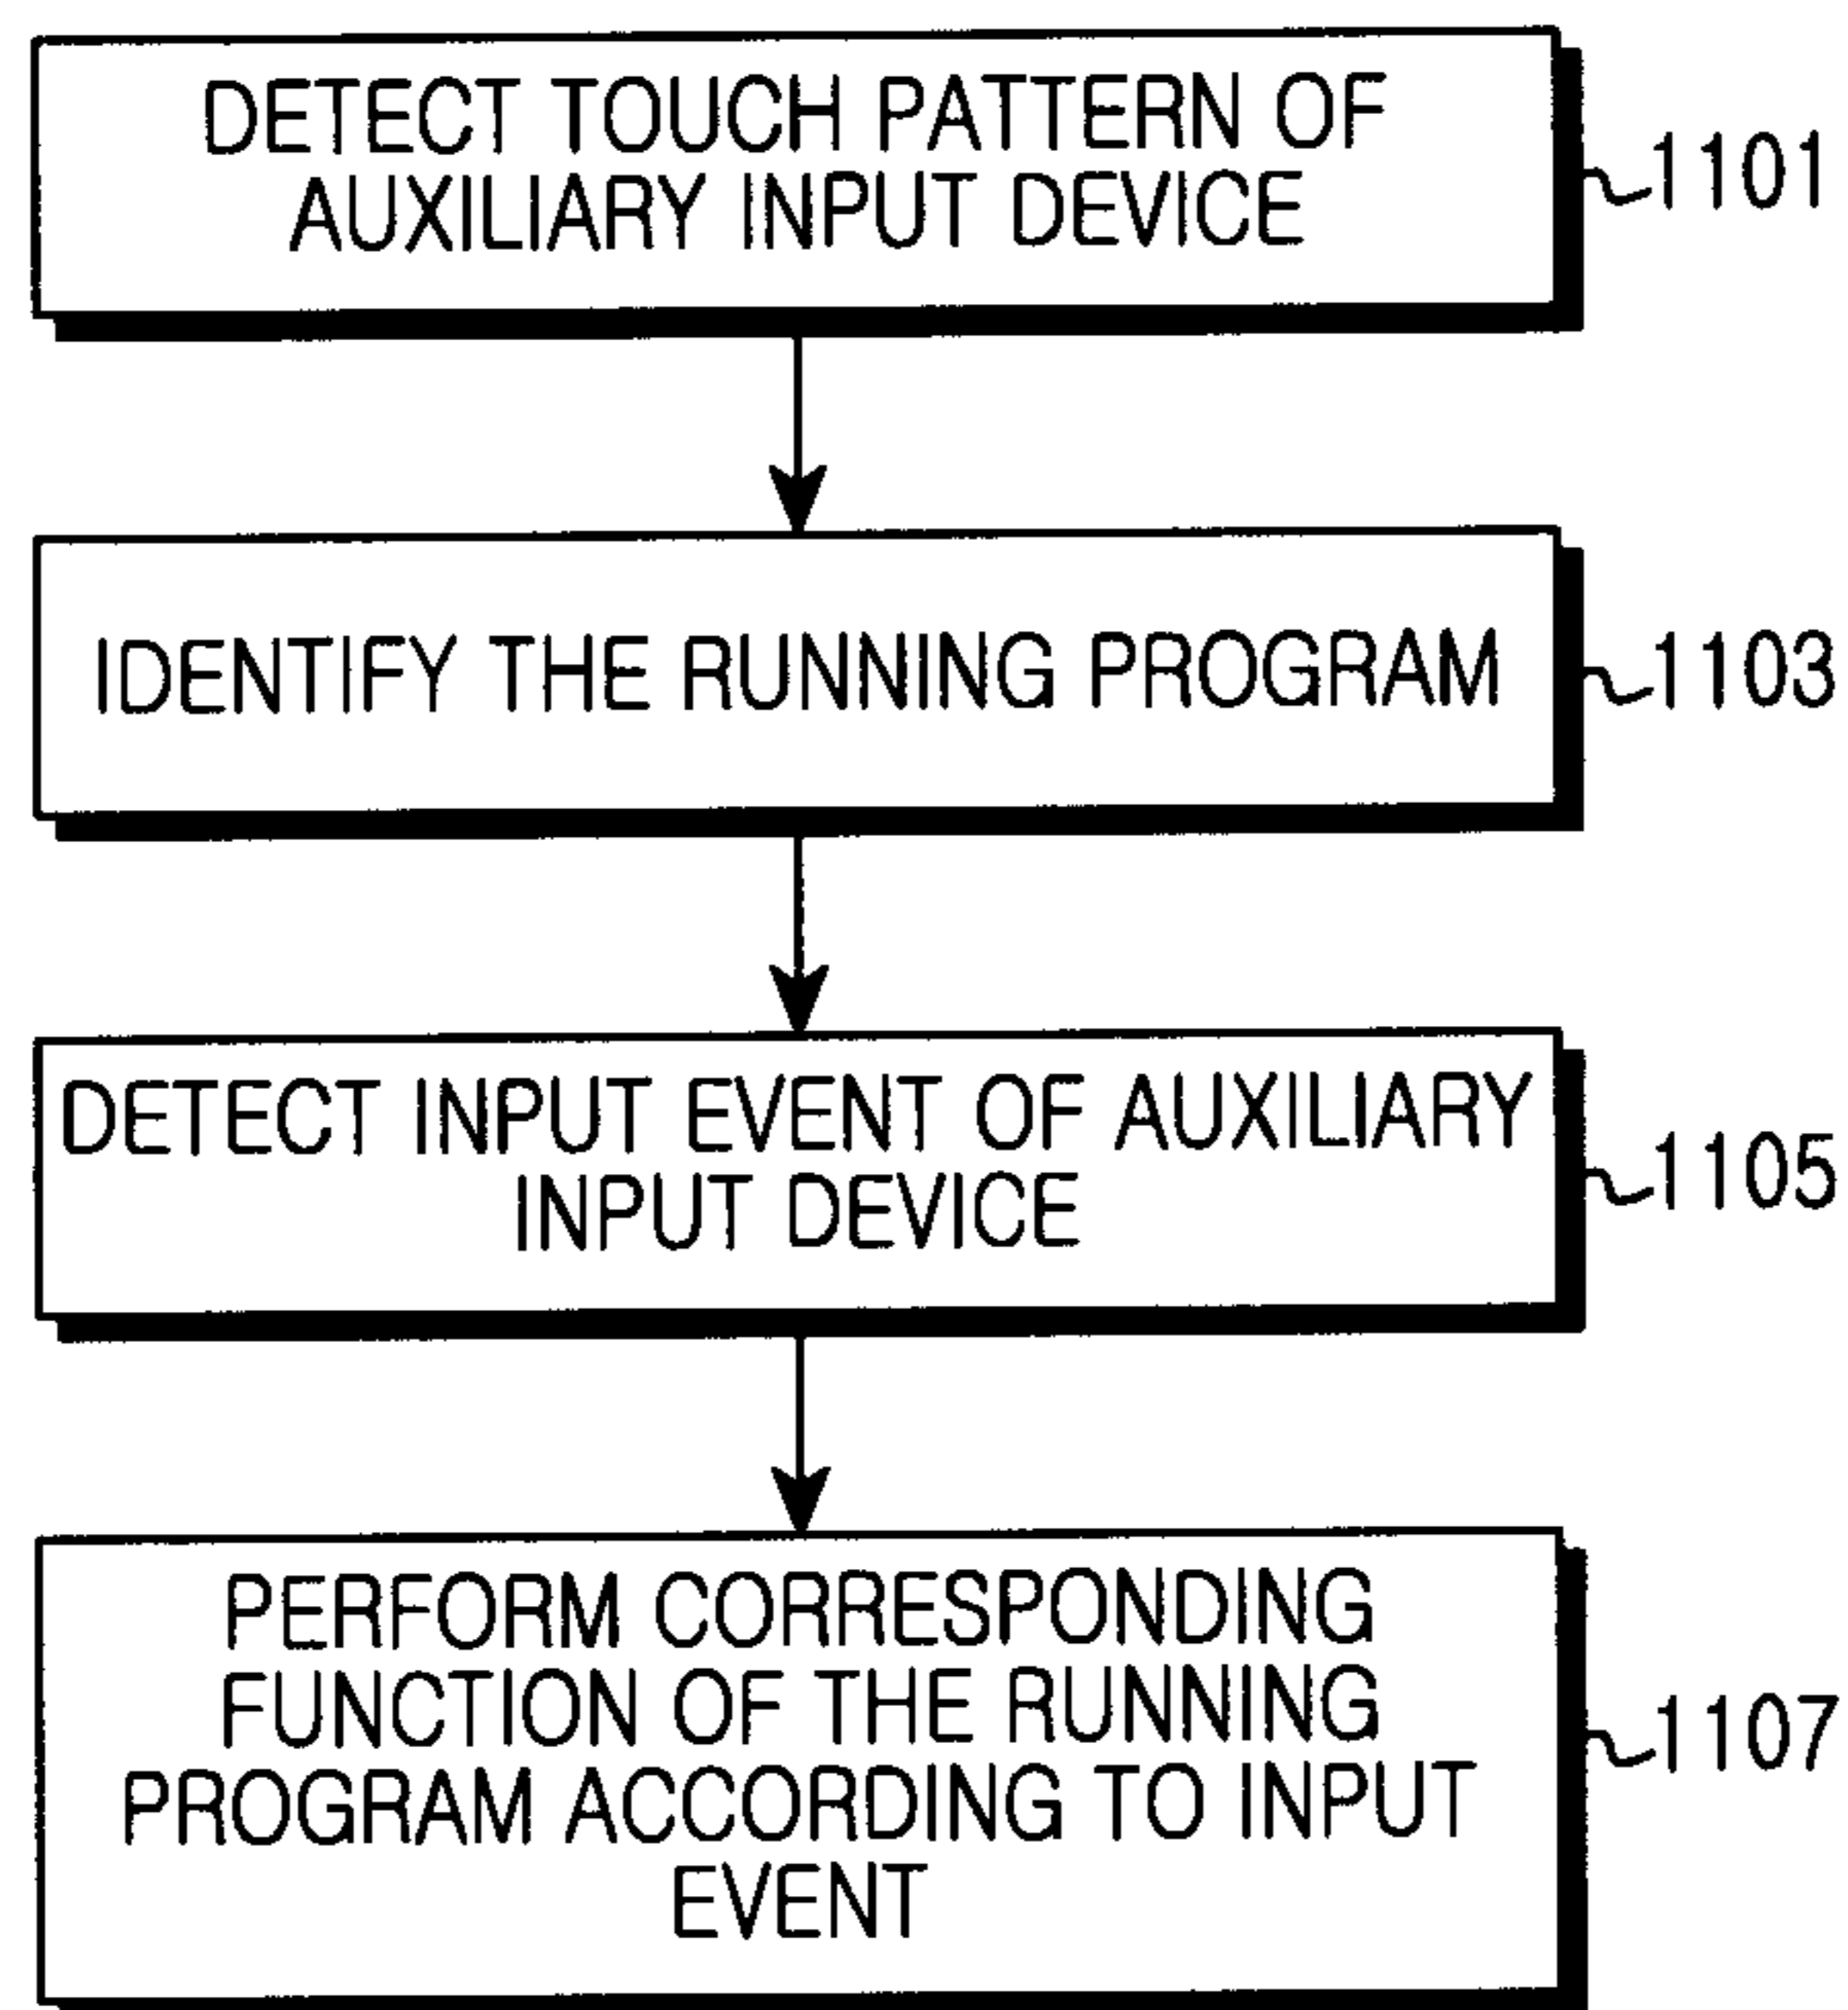 DETECT TOUCH PATTERN OF
AUXILIARY INPUT DEVICE
1101
IDENTIFY THE RUNNING PROGRAM
1103
DETECT INPUT EVENT OF AUXILIARY
INPUT DEVICE
1105
PERFORM CORRESPONDING
FUNCTION OF THE RUNNING
PROGRAM ACCORDING TO INPUT
EVENT
1107